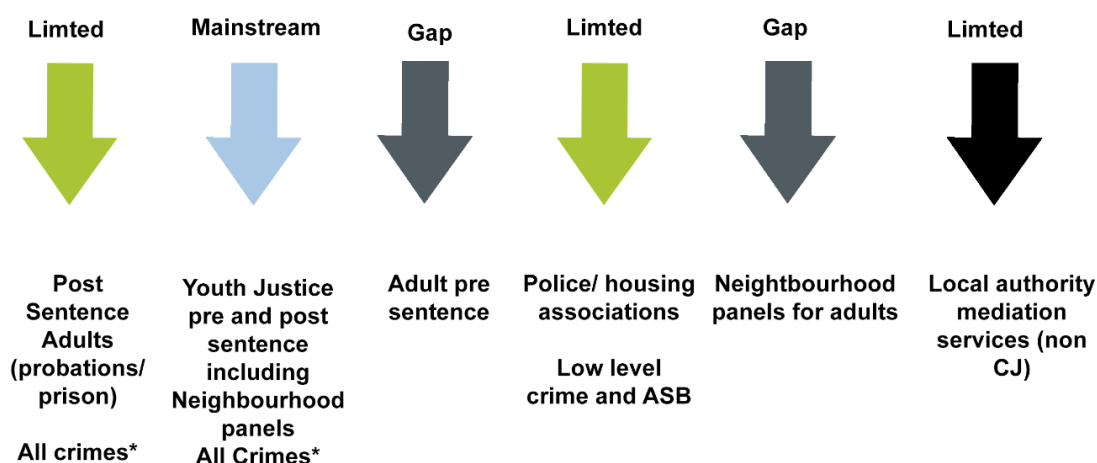 Limted
Mainstream
Gap
Limted
Gap
Limted
Post
Sentence
Adults
(probations/
prison)
All crimes*
Youth Justice
pre and post
sentence
including
Neighbourhood
panels
All Crimes*
Adult pre
sentence
Police/ housing
associations
Low level
crime and ASB
Neightbourhood
panels for adults
Local authority
mediation
services (non
CJ)